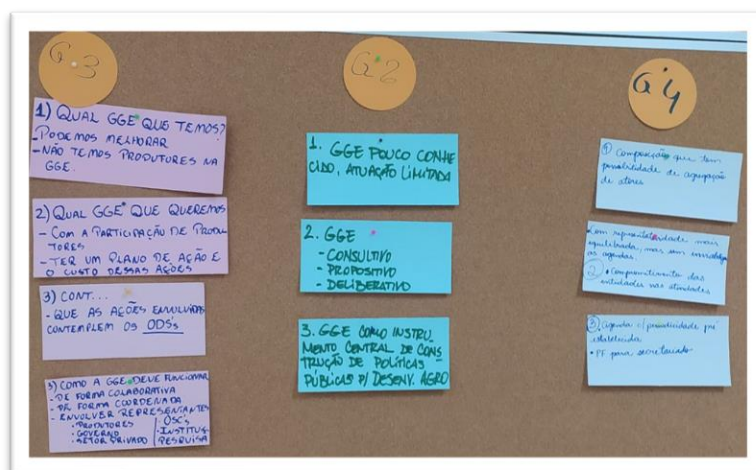 G.3
1) QUAL GGE QUE TEMOS?
- PODEMOS MELHORAR
- NÃO TEMOS PRODUTORES NA
GGE.
2) QUAL GGE QUE QUEREMOS
- COM A PARTICIPAÇÃO DE PRODU
TORES
- TER UM PLANO DE AÇÃO E
O CUSTO DESSAS AÇÕES
3) CONT...
- QUE AS AÇÕES ENVOLVIDAS
CONTEMPLEM OS ODS's
3) COMO A GGE DEVE FUNCIONAR
- DE FORMA COLABORATIVA
- DE FORMA COORDENADA
- ENVOLVER REPRESENTANTES
· PRODUTORES
· GOVERNO
· SETOR PRIVADO
OSC's
· INSTITU.
PESQUISA
G.2
1. GGE POUCO CONHE
CIDO, ATUAÇÃO LIMITADA
2. GGE
- CONSULTIVO
- PROPOSITIVO
- DELIBERATIVO
3. GGE COMO INSTRU
MENTO CENTRAL DE CONS
TRUÇÃO DE POLÍTICAS
PÚBLICAS P/ DESENV. AGRO
G.4
① Composição que tem
possibilidade de agregação
de atores
Com representatividade mais
equilibrada, mas sem
as agendas.
② • Comprometimento das
entidades nas atividades
③ Agenda c/ periodicidade pré
estabelecida
• PF para secretariado